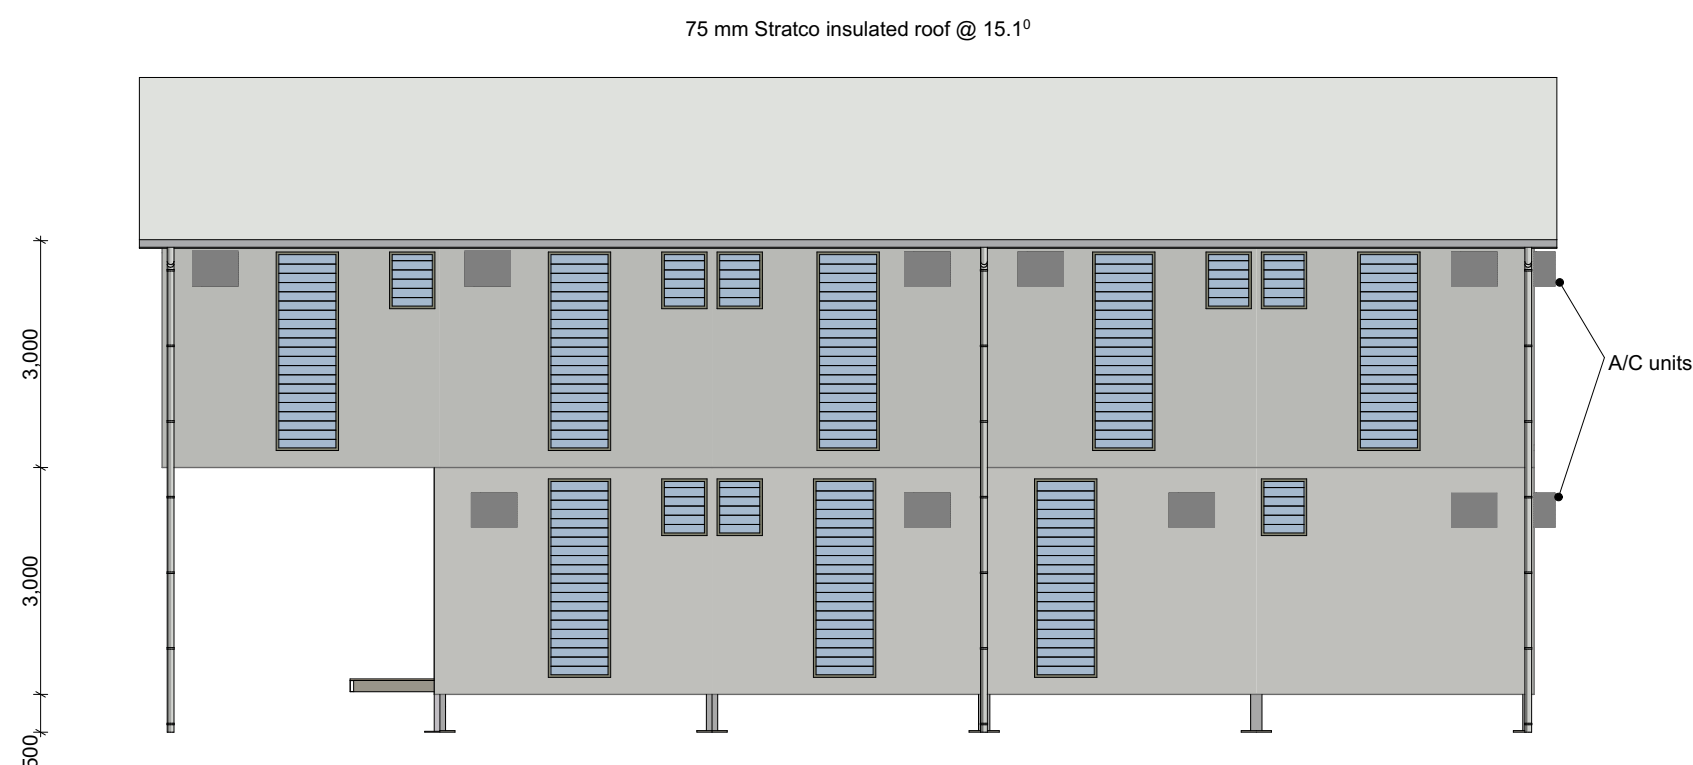 75 mm Stratco insulated roof @ 15.1⁰
3,000
A/C units
3,000
500